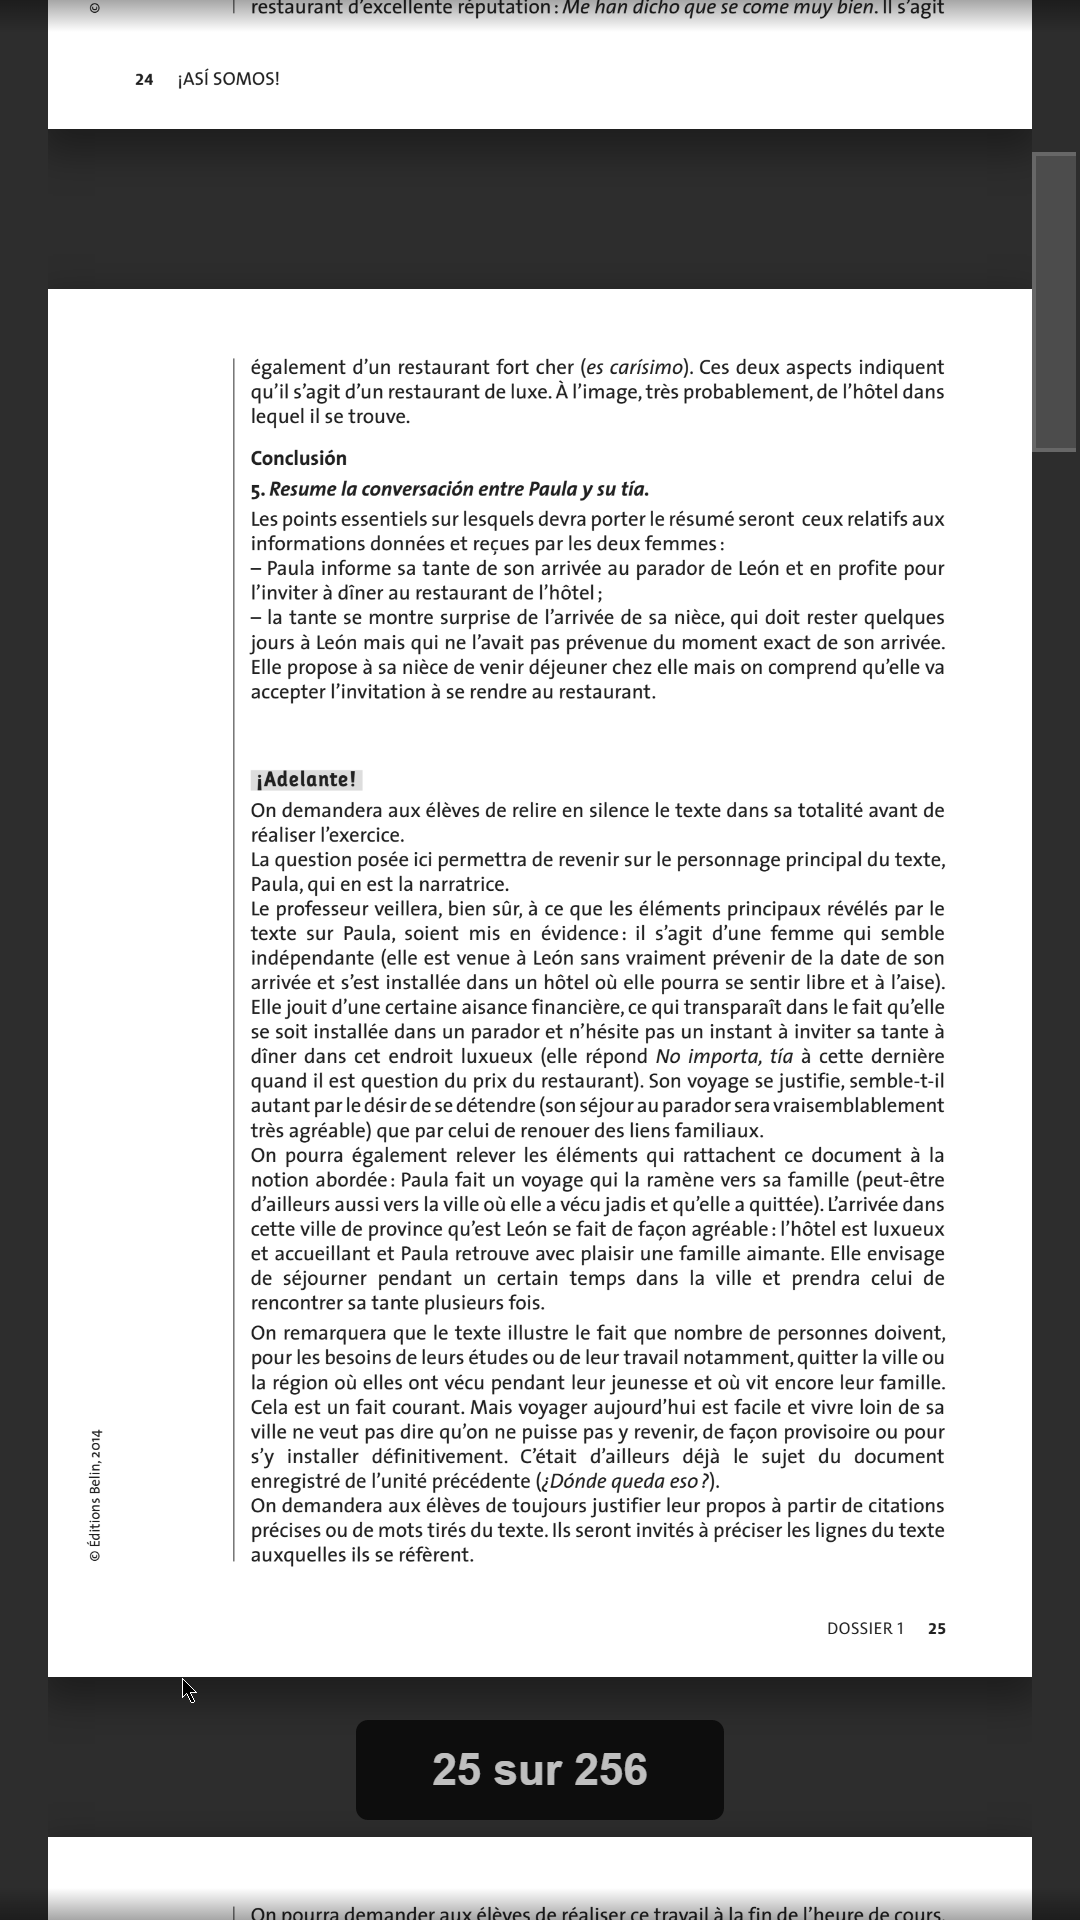 restaurant d'excellente réputation : Me han dicho que se come muy bien. Il s'agit
©
24 ¡ASÍ SOMOS!
également d'un restaurant fort cher (es carísimo). Ces deux aspects indiquent
qu'il s'agit d'un restaurant de luxe. À l'image, très probablement, de l'hôtel dans
lequel il se trouve.
Conclusión
5. Resume la conversación entre Paula y su tía.
Les points essentiels sur lesquels devra porter le résumé seront ceux relatifs aux
informations données et reçues par les deux femmes :
– Paula informe sa tante de son arrivée au parador de León et en profite pour
l'inviter à dîner au restaurant de l'hôtel ;
– la tante se montre surprise de l'arrivée de sa nièce, qui doit rester quelques
jours à León mais qui ne l'avait pas prévenue du moment exact de son arrivée.
Elle propose à sa nièce de venir déjeuner chez elle mais on comprend qu'elle va
accepter l'invitation à se rendre au restaurant.
¡Adelante!
On demandera aux élèves de relire en silence le texte dans sa totalité avant de
réaliser l'exercice.
La question posée ici permettra de revenir sur le personnage principal du texte,
Paula, qui en est la narratrice.
Le professeur veillera, bien sûr, à ce que les éléments principaux révélés par le
texte sur Paula, soient mis en évidence : il s'agit d'une femme qui semble
indépendante (elle est venue à León sans vraiment prévenir de la date de son
arrivée et s'est installée dans un hôtel où elle pourra se sentir libre et à l'aise).
Elle jouit d'une certaine aisance financière, ce qui transparaît dans le fait qu'elle
se soit installée dans un parador et n'hésite pas un instant à inviter sa tante à
dîner dans cet endroit luxueux (elle répond No importa, tía à cette dernière
quand il est question du prix du restaurant). Son voyage se justifie, semble-t-il
autant par le désir de se détendre (son séjour au parador sera vraisemblablement
très agréable) que par celui de renouer des liens familiaux.
On pourra également relever les éléments qui rattachent ce document à la
notion abordée : Paula fait un voyage qui la ramène vers sa famille (peut-être
d'ailleurs aussi vers la ville où elle a vécu jadis et qu'elle a quittée). L'arrivée dans
cette ville de province qu'est León se fait de façon agréable : l'hôtel est luxueux
et accueillant et Paula retrouve avec plaisir une famille aimante. Elle envisage
de séjourner pendant un certain temps dans la ville et prendra celui de
rencontrer sa tante plusieurs fois.
On remarquera que le texte illustre le fait que nombre de personnes doivent,
pour les besoins de leurs études ou de leur travail notamment, quitter la ville ou
la région où elles ont vécu pendant leur jeunesse et où vit encore leur famille.
Cela est un fait courant. Mais voyager aujourd'hui est facile et vivre loin de sa
ville ne veut pas dire qu'on ne puisse pas y revenir, de façon provisoire ou pour
s'y installer définitivement. C'était d'ailleurs déjà le sujet du document
enregistré de l'unité précédente (¿Dónde queda eso ?).
On demandera aux élèves de toujours justifier leur propos à partir de citations
précises ou de mots tirés du texte. Ils seront invités à préciser les lignes du texte
auxquelles ils se réfèrent.
© Éditions Belin, 2014
DOSSIER 1 25
25 sur 256
On pourra demander aux élèves de réaliser ce travail à la fin de l'heure de cours.